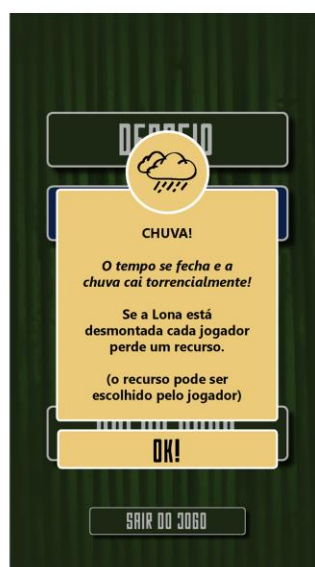 CHUVA!
O tempo se fecha e a
chuva cai torrencialmente!
Se a Lona está
desmontada cada jogador
perde um recurso.
(o recurso pode ser
escolhido pelo jogador)
OK!
SAIR DO JOGO